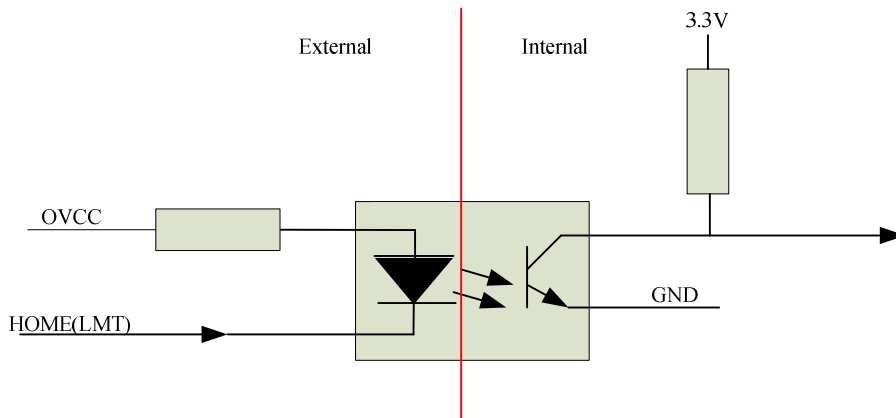 3.3V
External
Internal
OVCC
GND
HOME(LMT)